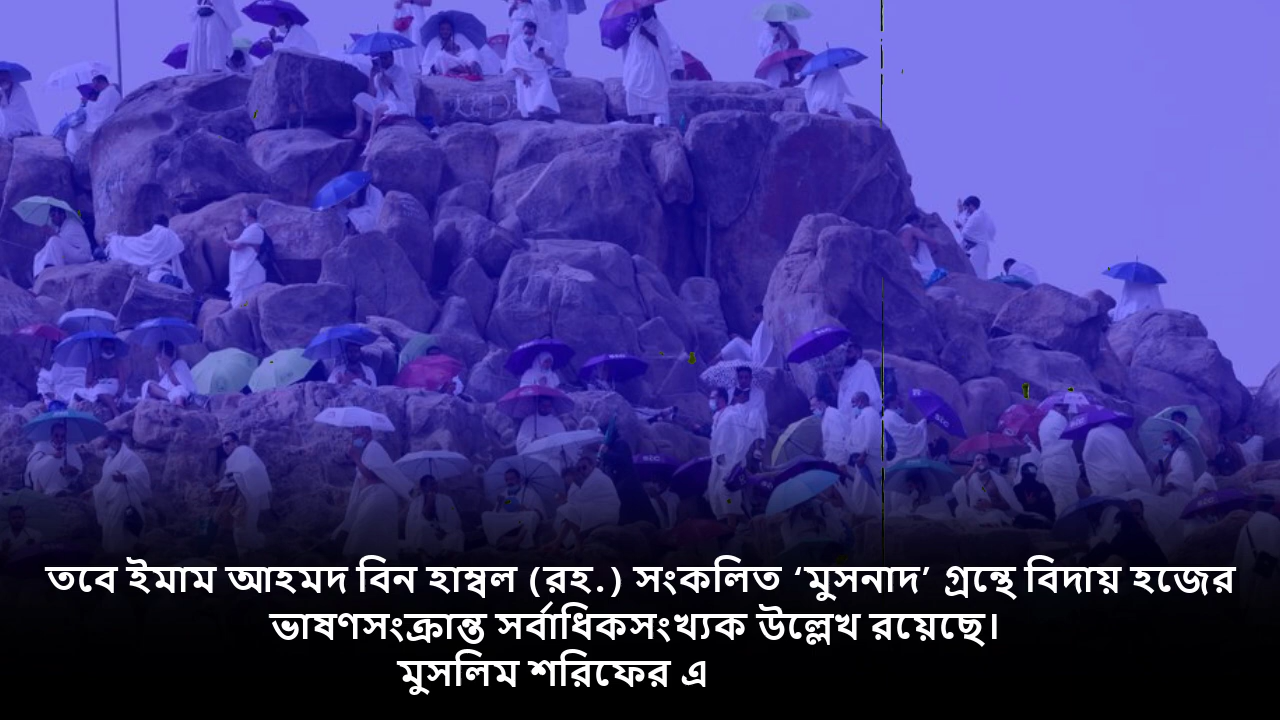 তবে ইমাম আহমদ বিন হাম্বল (রহ.) সংকলিত ‘মুসনাদ’ গ্রন্থে বিদায় হজের
ভাষণসংক্রান্ত সর্বাধিকসংখ্যক উল্লেখ রয়েছে।
মুসলিম শরিফের এ